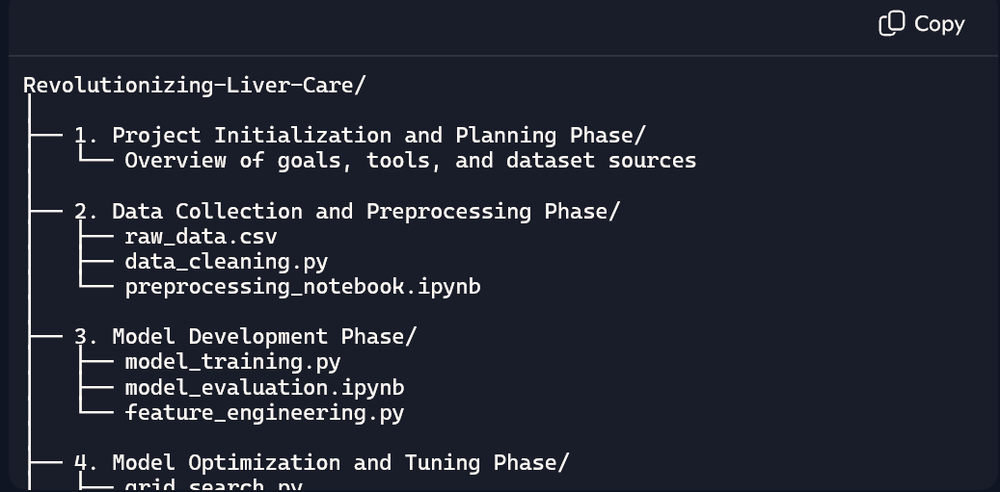 Copy
Revolutionizing-Liver-Care/
├── 1. Project Initialization and Planning Phase/
│   └── Overview of goals, tools, and dataset sources
├── 2. Data Collection and Preprocessing Phase/
│   ├── raw_data.csv
│   ├── data_cleaning.py
│   └── preprocessing_notebook.ipynb
├── 3. Model Development Phase/
│   ├── model_training.py
│   ├── model_evaluation.ipynb
│   └── feature_engineering.py
├── 4. Model Optimization and Tuning Phase/
│   ├── grid_search.py